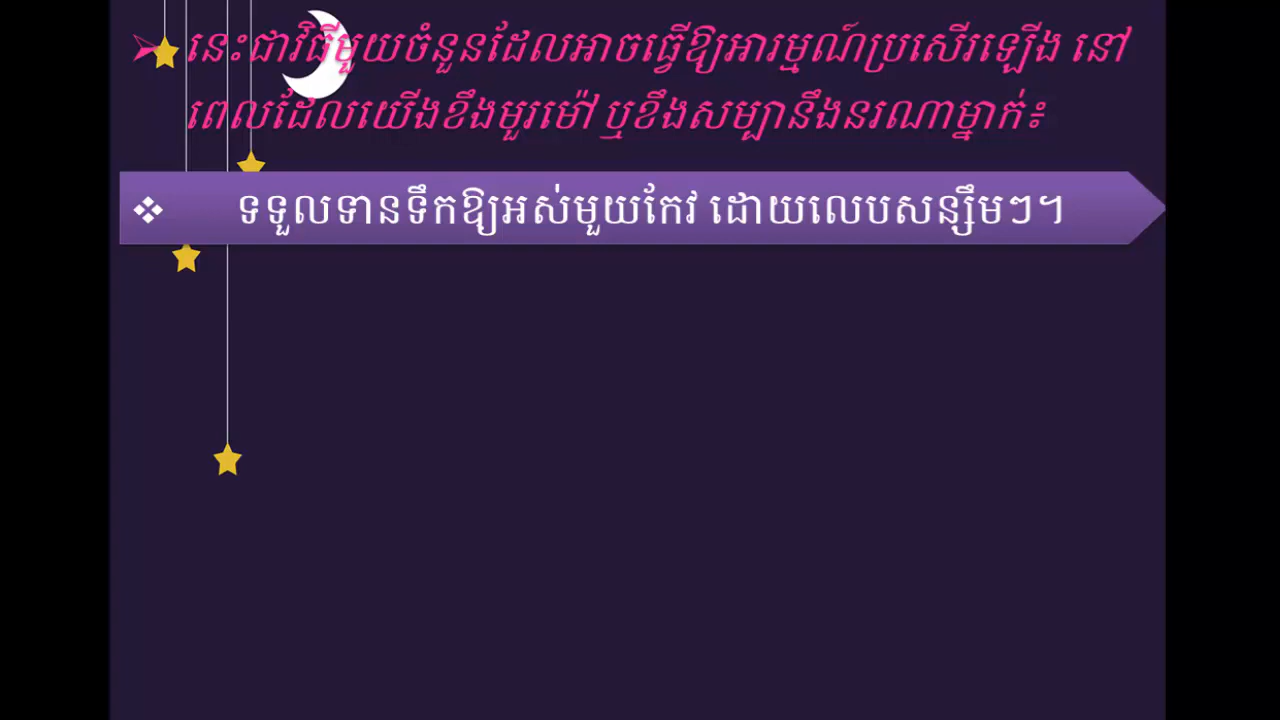 នេះជាវិធីមួយចំនួនដែលអាចធ្វើឱ្យអារម្មណ៍ប្រសើរឡើង នៅ
ពេលដែលយើងខឹងមួរម៉ៅ ឬខឹងសម្បានឹងនរណាម្នាក់៖
ទទួលទានទឹកឱ្យអស់មួយកែវ ដោយលេបសន្សឹមៗ។